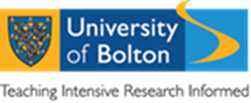 University
of Bolton
Teaching Intensive Research Informed